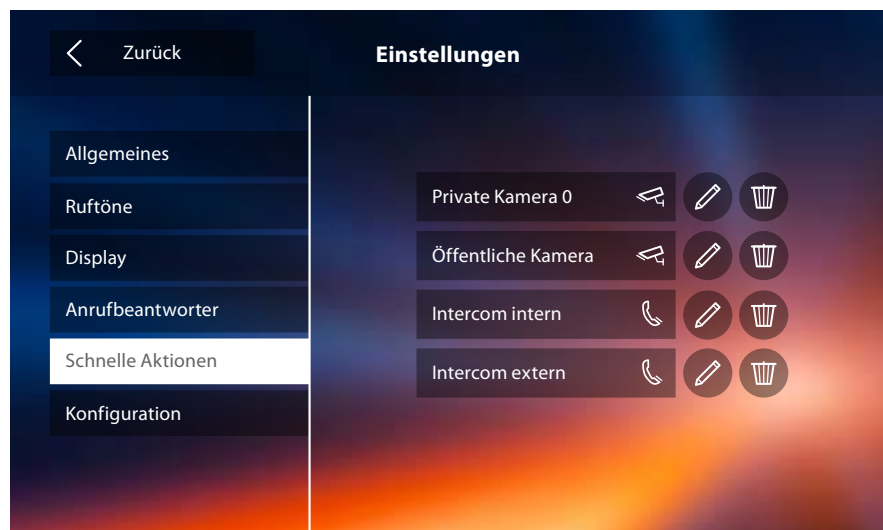 Zurück
Einstellungen
Allgemeines
Ruftöne
Display
Anrufbeantworter
Schnelle Aktionen
Konfiguration
Private Kamera 0
Öffentliche Kamera
Intercom intern
Intercom extern